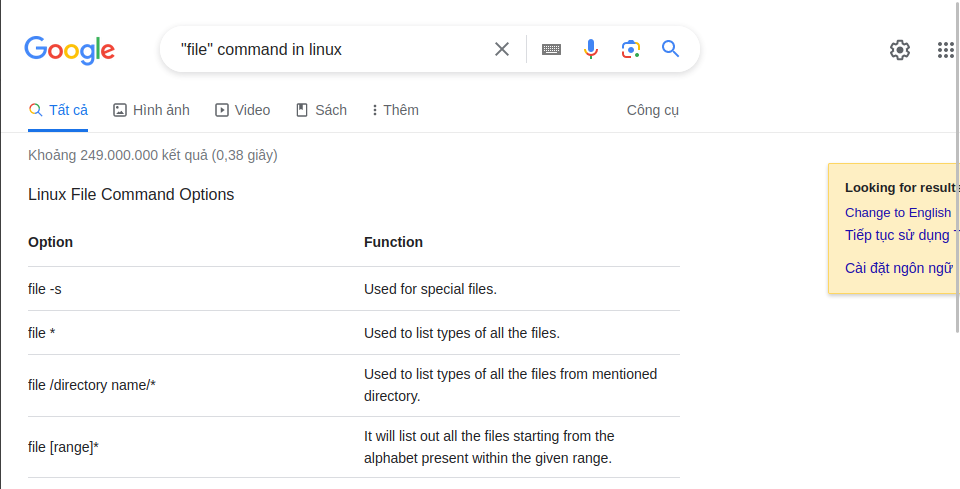 Google
"file" command in linux
Tất cả
Hình ảnh
Video
Sách
Thêm
Công cụ
Khoảng 249.000.000 kết quả (0,38 giây)
Linux File Command Options
Option Function
file -s Used for special files.
file * Used to list types of all the files.
file /directory name/* Used to list types of all the files from mentioned
directory.
file [range]* It will list out all the files starting from the
alphabet present within the given range.
Looking for result
Change to English
Tiếp tục sử dụng
Cài đặt ngôn ngữ